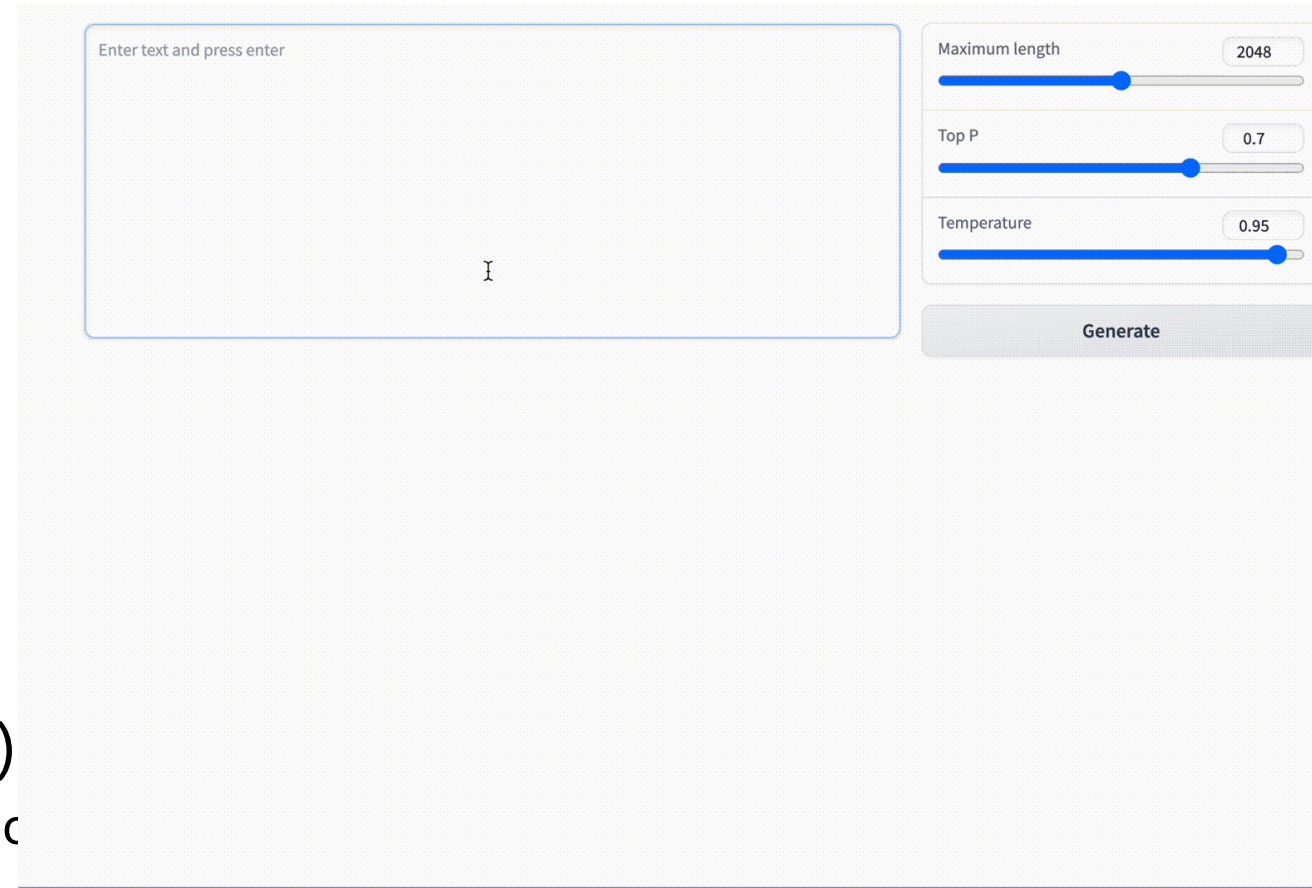 Enter text and press enter
Maximum length
2048
Top P
0.7
Temperature
0.95
Generate
)